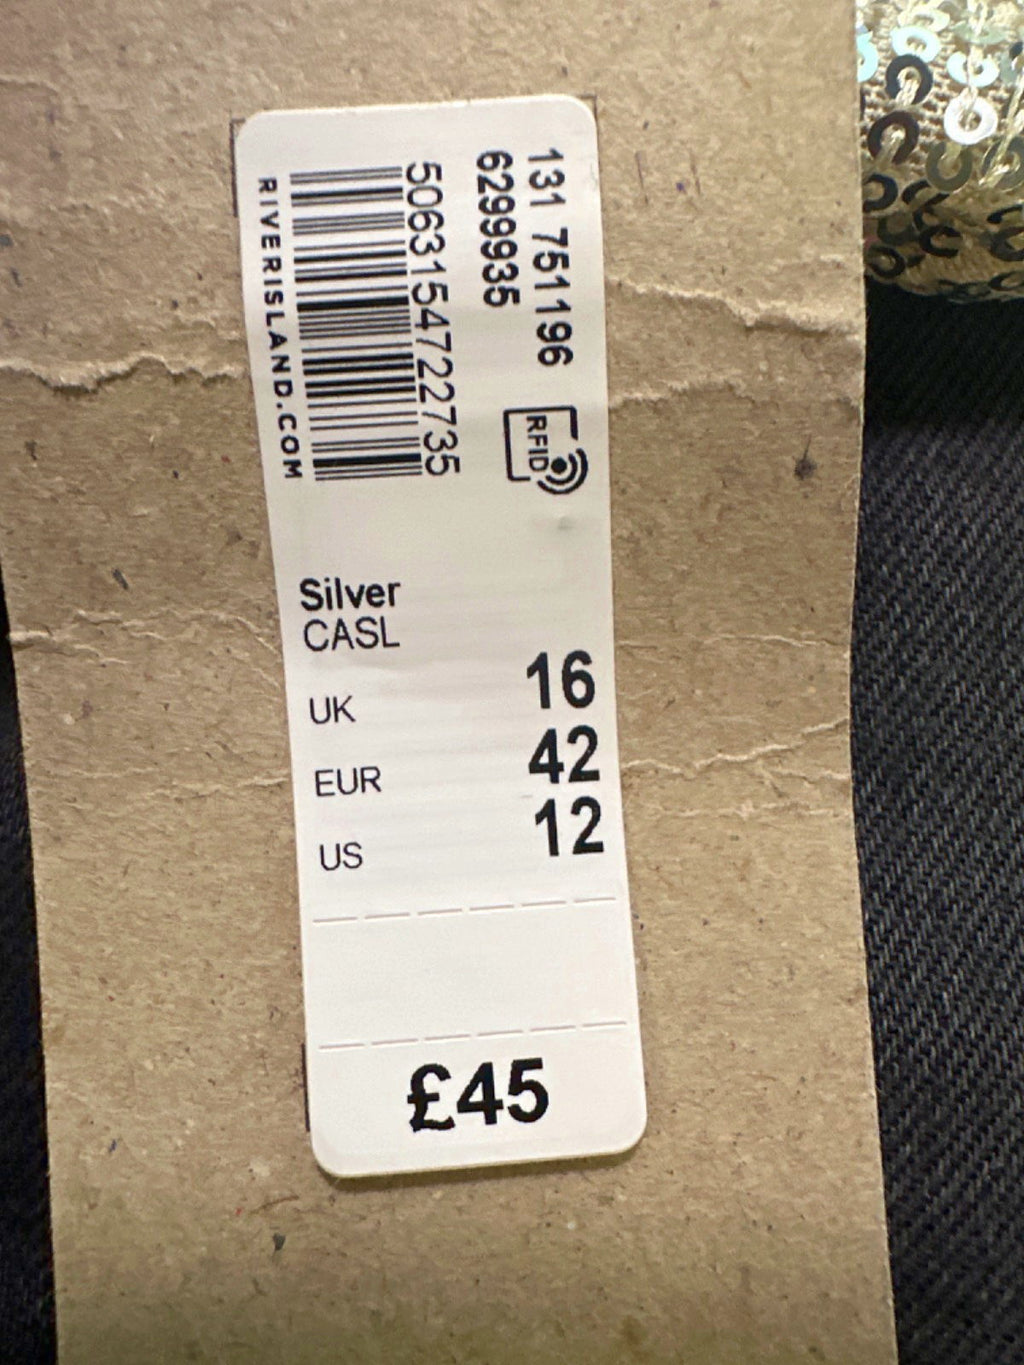 131 751196
6299935
RFID
5063154722735
RIVERISLAND.COM
Silver
CASL
UK 16
EUR 42
US 12
£45